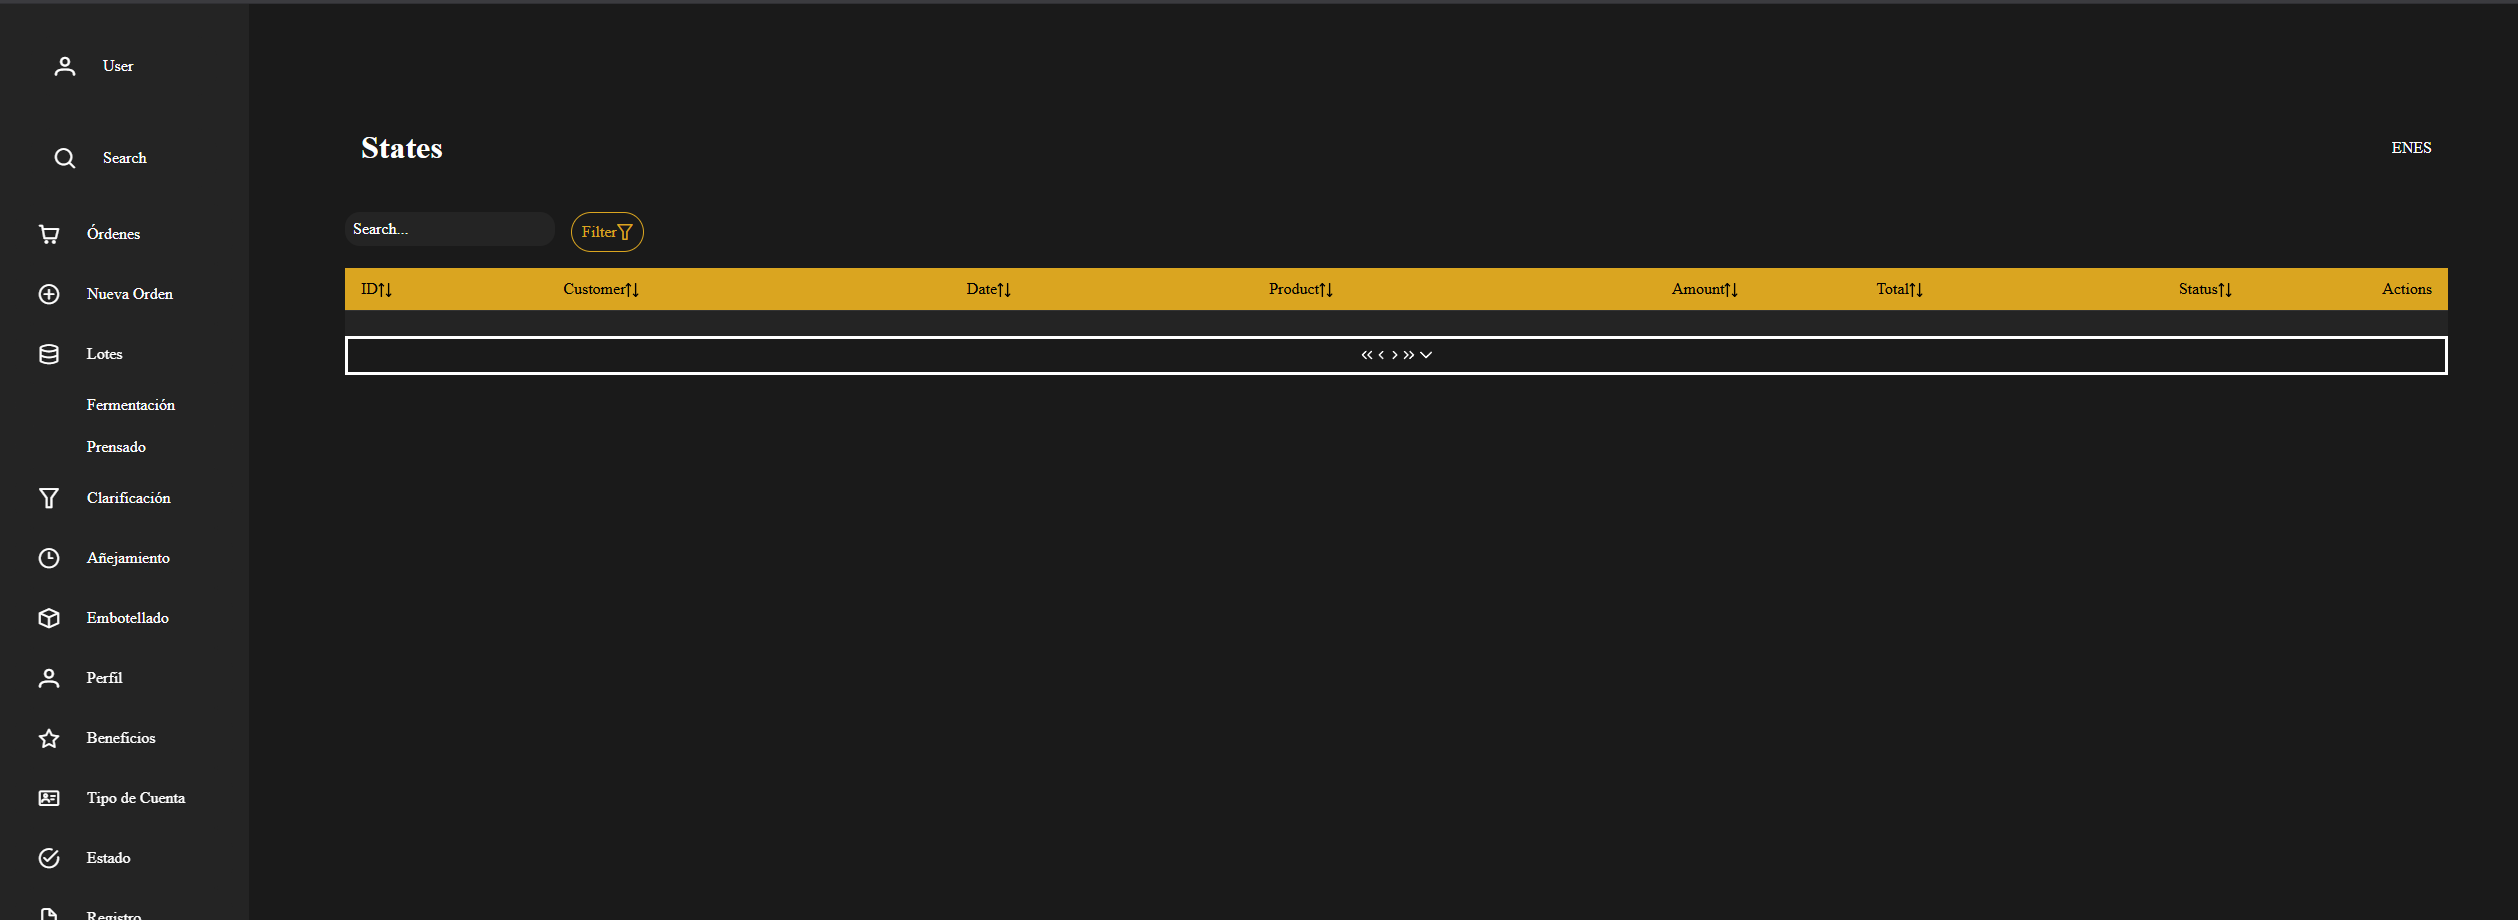 User
Search
Órdenes
Nueva Orden
Lotes
Fermentación
Prensado
Clarificación
Añejamiento
Embotellado
Perfil
Beneficios
Tipo de Cuenta
Estado
Registro
States
ENES
Search...
Filter
ID Customer Date Product Amount Total Status Actions